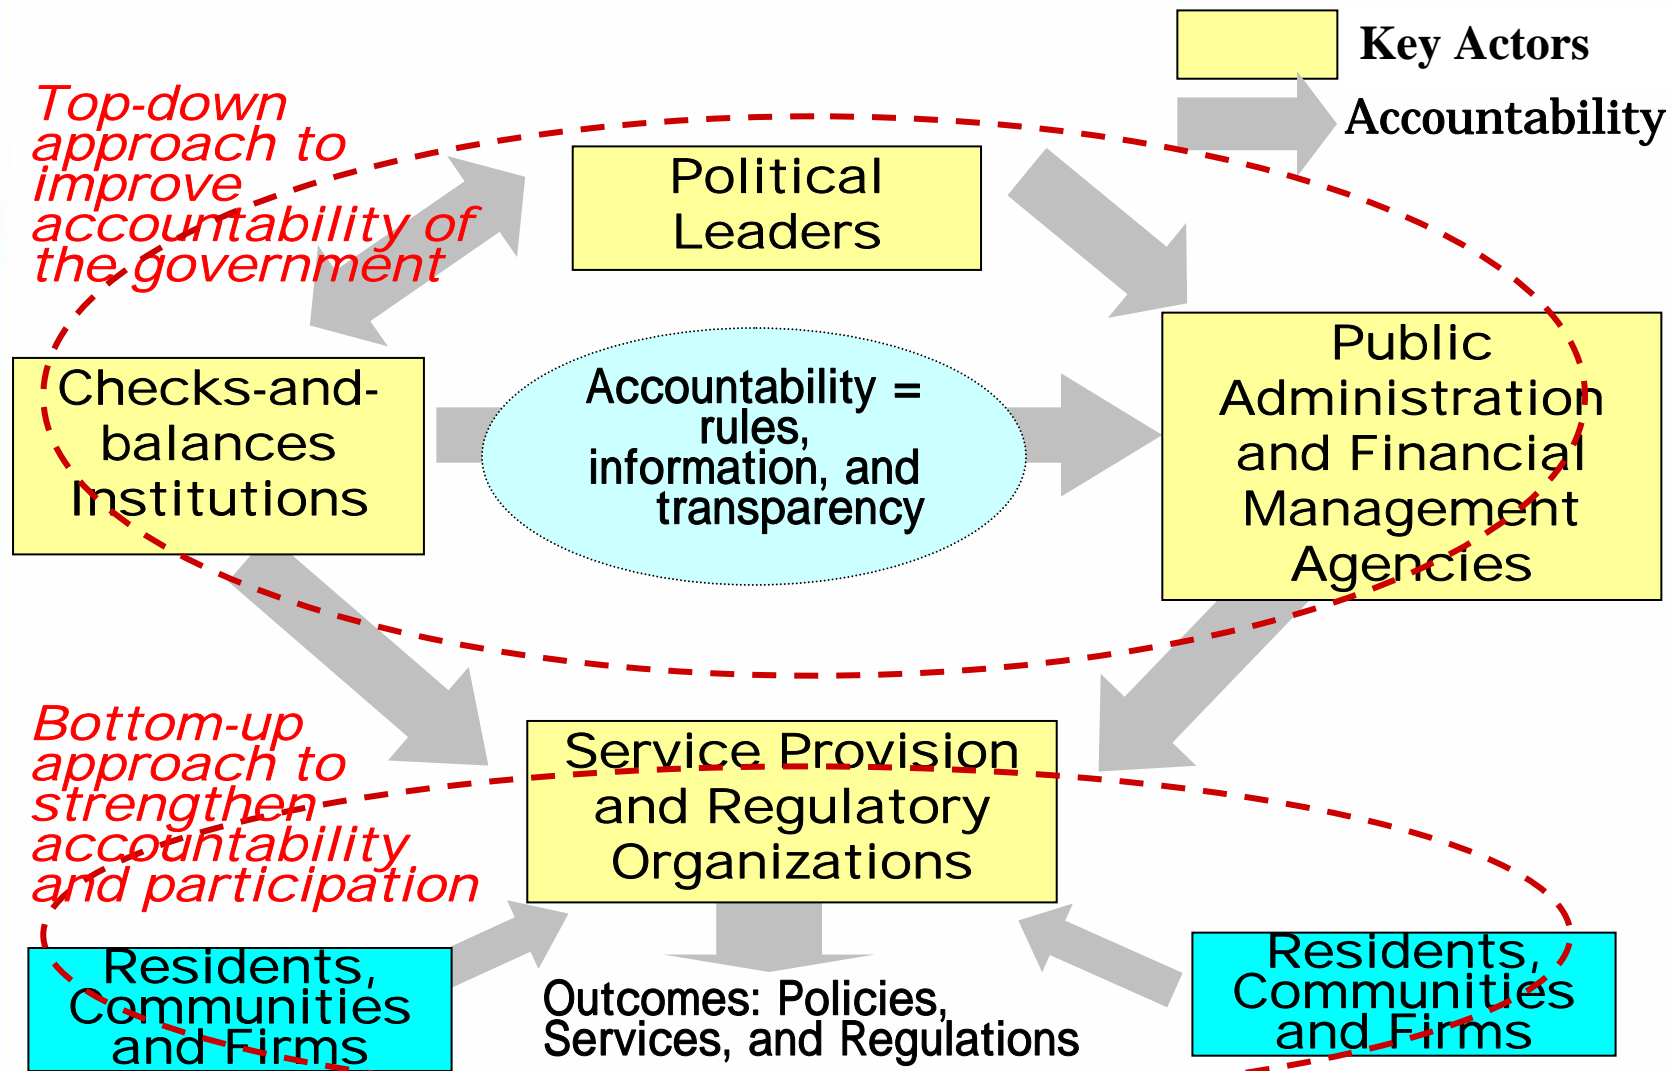 Key Actors
Accountability
Top-down
approach to
improve
accountability of
the government
Political
Leaders
Checks-and-
balances
Institutions
Accountability =
rules,
information, and
transparency
Public
Administration
and Financial
Management
Agencies
Bottom-up
approach to
strengthen
accountability
and participation
Service Provision
and Regulatory
Organizations
Residents,
Communities
and Firms
Outcomes: Policies,
Services, and Regulations
Residents,
Communities
and Firms